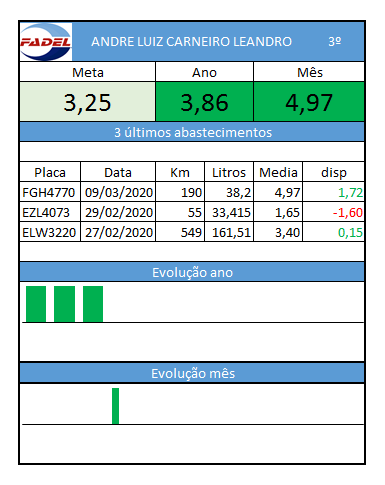 FADEL ANDRE LUIZ CARNEIRO LEANDRO 3º
Meta Ano Mês
3,25 3,86 4,97
3 últimos abastecimentos
Placa Data Km Litros Media disp
FGH4770 09/03/2020 190 38,2 4,97 1,72
EZL4073 29/02/2020 55 33,415 1,65 -1,60
ELW3220 27/02/2020 549 161,51 3,40 0,15
Evolução ano
Evolução mês